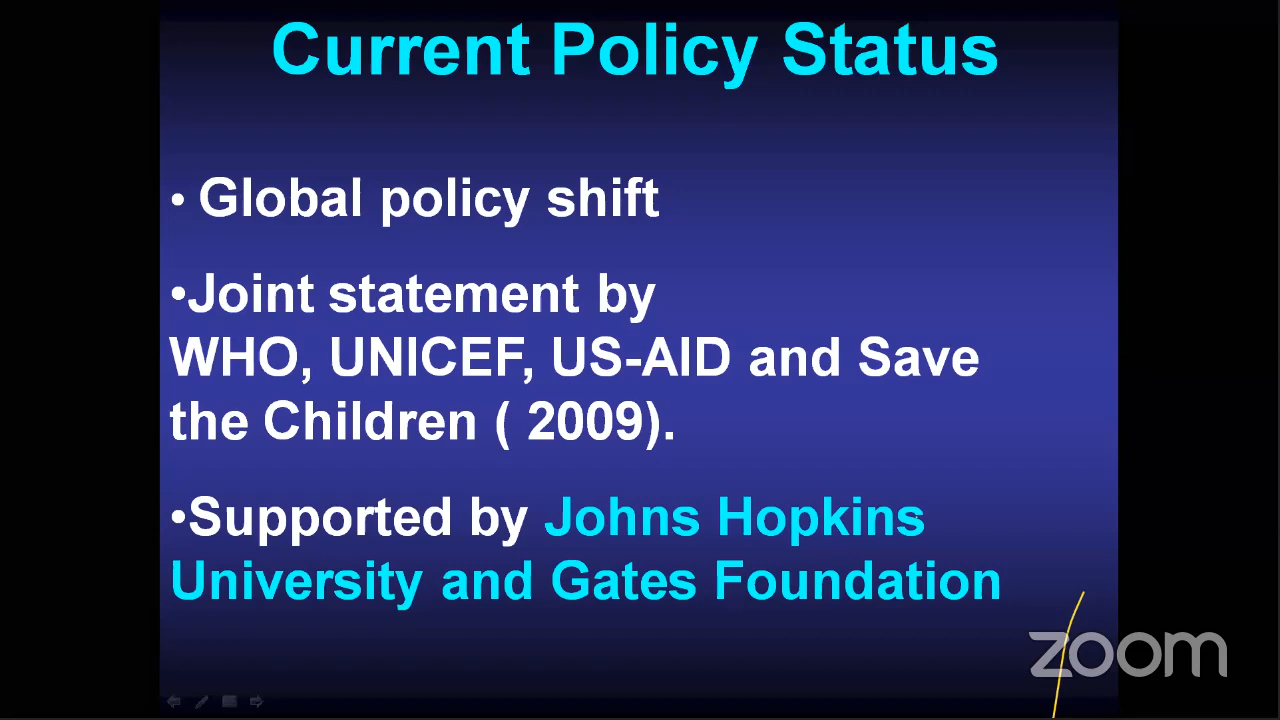 Current Policy Status
• Global policy shift
•Joint statement by
WHO, UNICEF, US-AID and Save
the Children ( 2009).
•Supported by Johns Hopkins
University and Gates Foundation
zoom